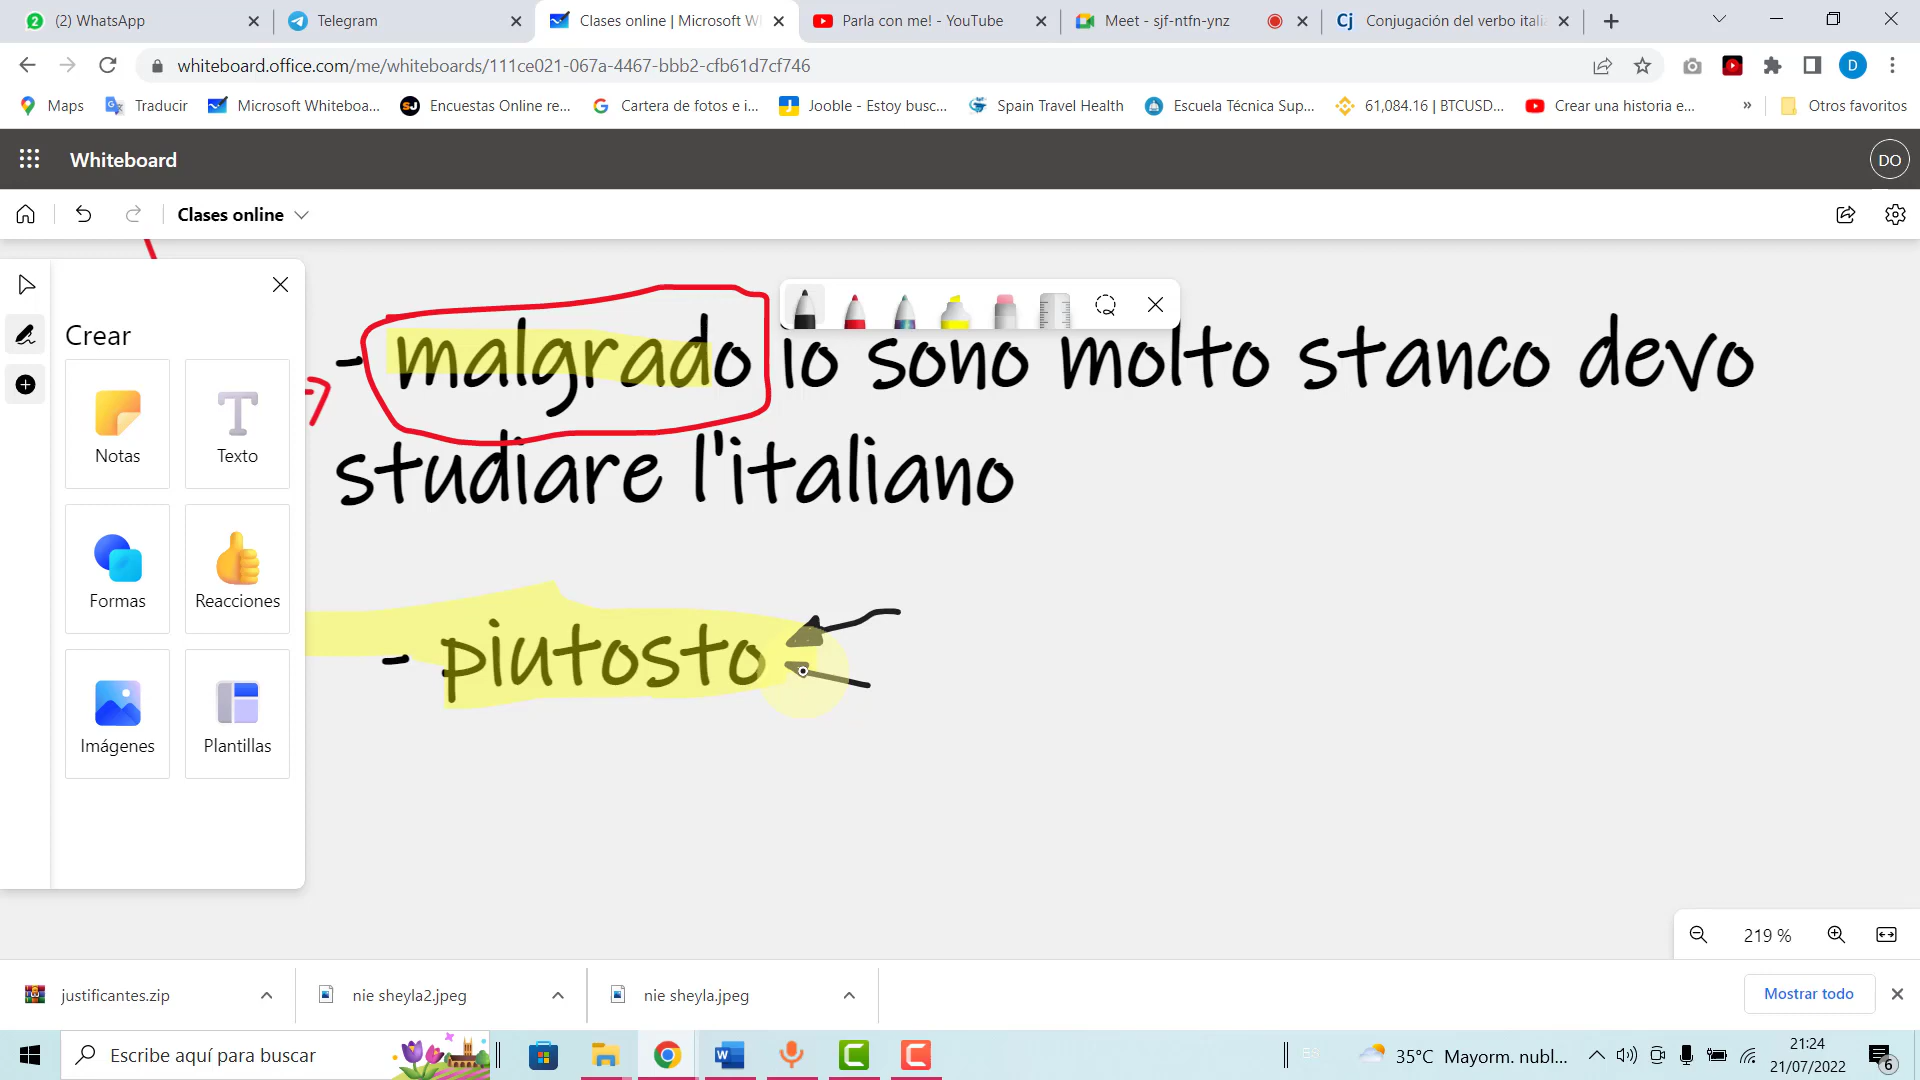 (2) WhatsApp
Telegram
Clases online | Microsoft W
Parla con me! - YouTube
Meet - sjf-ntfn-ynz
Cj Conjugación del verbo itali
whiteboard.office.com/me/whiteboards/111ce021-067a-4467-bbb2-cfb61d7cf746
D
Maps
Traducir
Microsoft Whiteboa...
SJ Encuestas Online re...
Cartera de fotos e i...
Jooble - Estoy busc...
Spain Travel Health
Escuela Técnica Sup...
61,084.16 | BTCUSD...
Crear una historia e...
»
Otros favoritos
Whiteboard
DO
Clases online
Crear
Notas
Texto
Formas
Reacciones
Imágenes
Plantillas
- malgrado io sono molto stanco devo
studiare l'italiano
- piutosto
219 %
justificantes.zip
nie sheyla2.jpeg
nie sheyla.jpeg
Mostrar todo
Escribe aquí para buscar
35°C Mayorm. nubl...
21:24
21/07/2022
6